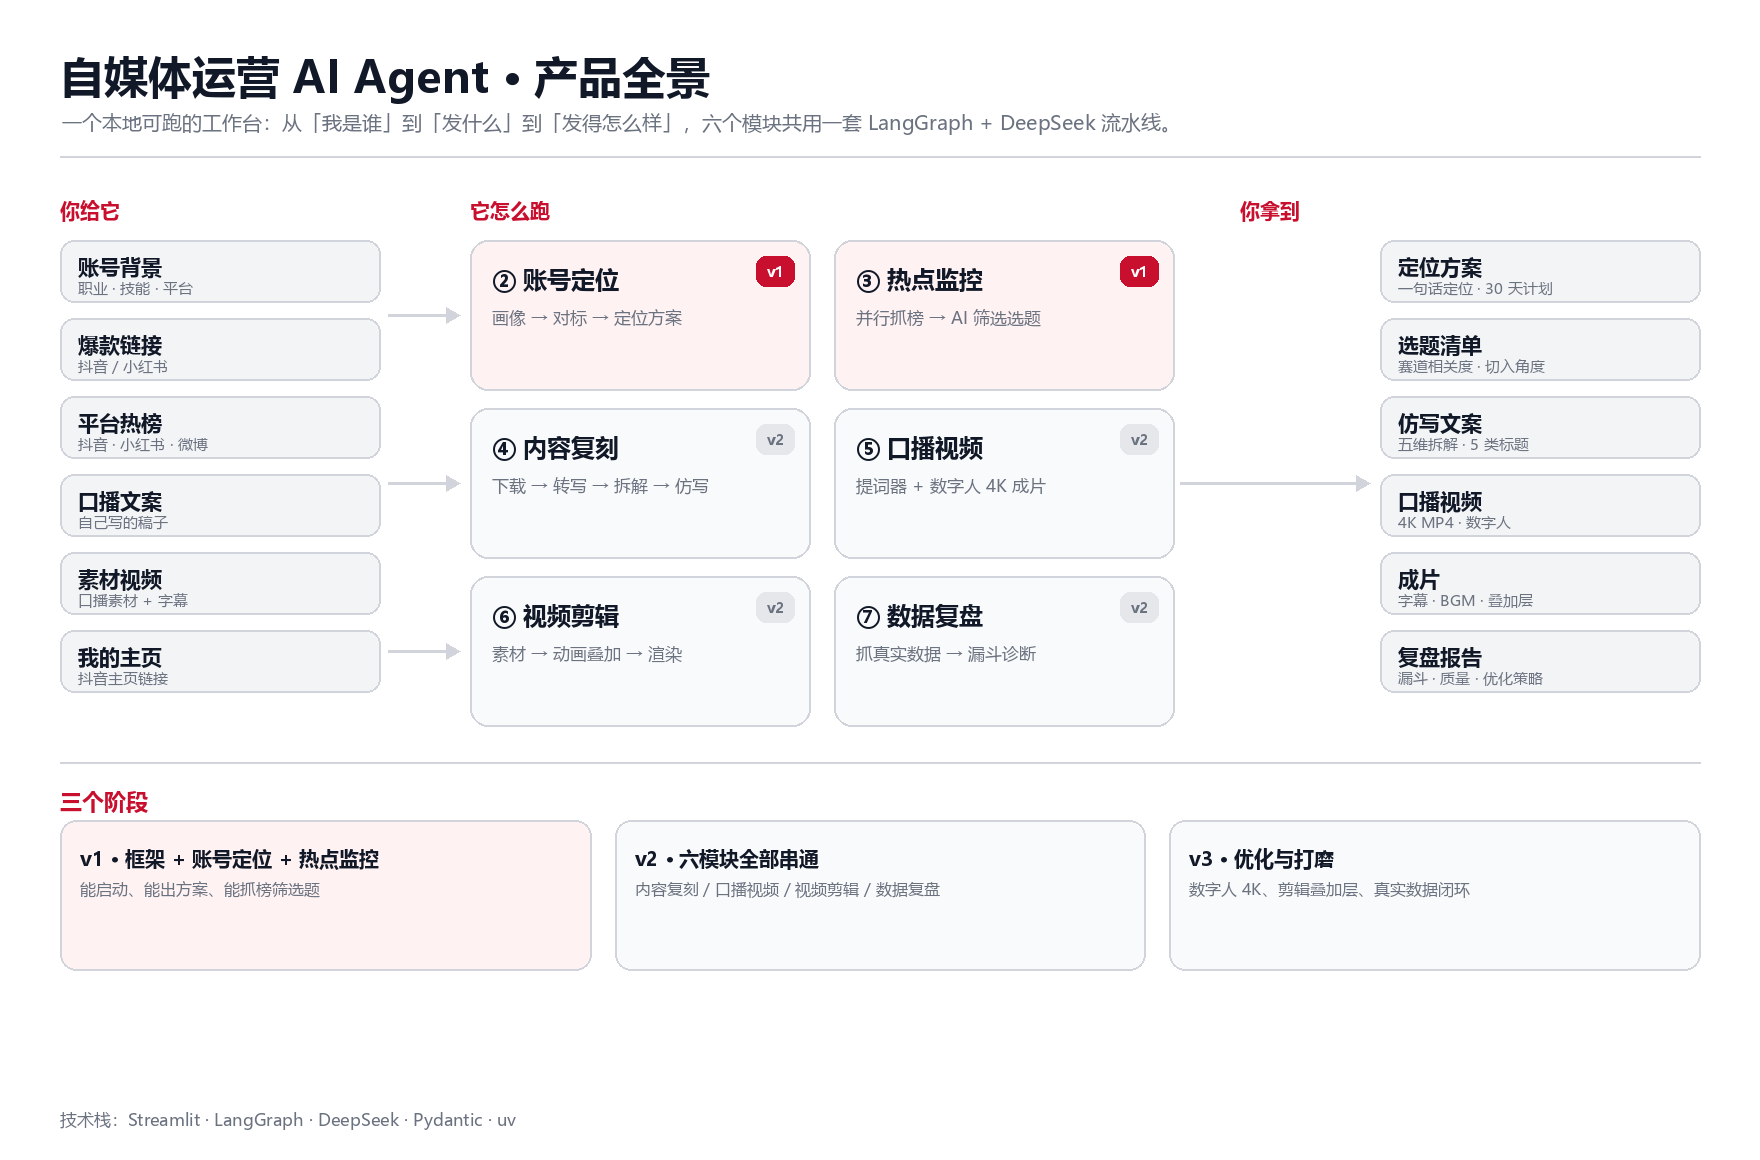 自媒体运营 AI Agent • 产品全景
一个本地可跑的工作台：从「我是谁」到「发什么」到「发得怎么样」，六个模块共用一套 LangGraph + DeepSeek 流水线。
你给它
账号背景
职业 · 技能 · 平台
爆款链接
抖音 / 小红书
平台热榜
抖音 · 小红书 · 微博
口播文案
自己写的稿子
素材视频
口播素材 + 字幕
我的主页
抖音主页链接
它怎么跑
② 账号定位
v1
画像 → 对标 → 定位方案
③ 热点监控
v1
并行抓榜 → AI 筛选选题
④ 内容复刻
v2
下载 → 转写 → 拆解 → 仿写
⑤ 口播视频
v2
提词器 + 数字人 4K 成片
⑥ 视频剪辑
v2
素材 → 动画叠加 → 渲染
⑦ 数据复盘
v2
抓真实数据 → 漏斗诊断
你拿到
定位方案
一句话定位 · 30 天计划
选题清单
赛道相关度 · 切入角度
仿写文案
五维拆解 · 5 类标题
口播视频
4K MP4 · 数字人
成片
字幕 · BGM · 叠加层
复盘报告
漏斗 · 质量 · 优化策略
三个阶段
v1 • 框架 + 账号定位 + 热点监控
能启动、能出方案、能抓榜筛选题
v2 • 六模块全部串通
内容复刻 / 口播视频 / 视频剪辑 / 数据复盘
v3 • 优化与打磨
数字人 4K、剪辑叠加层、真实数据闭环
技术栈：Streamlit · LangGraph · DeepSeek · Pydantic · uv